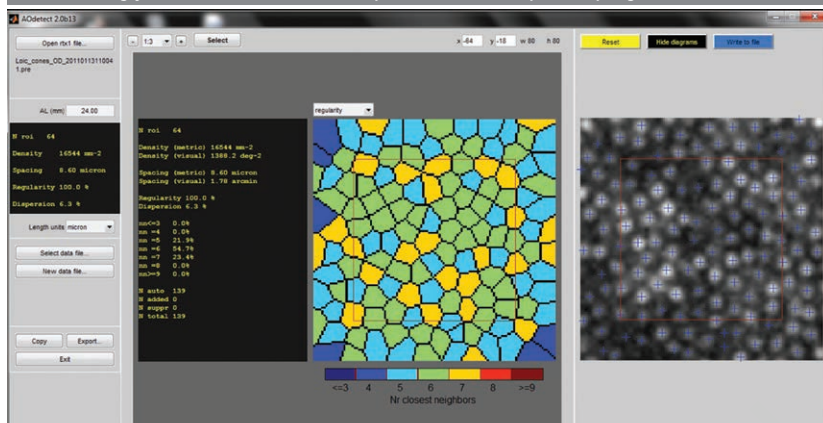 AOdetect 2.0b13
Open rtx1 file...
Loic_cones_OD_2011011311004
1.pre
AL (mm) 24.00
N roi 64
Density 16544 mm-2
Spacing 8.60 micron
Regularity 100.0 %
Dispersion 6.3 %
Length units micron
Select data file...
New data file...
Copy Export...
Exit
- 1:3 + Select
x -64 y -18 w 80 h 80
N roi 64
Density (metric) 16544 mm-2
Density (visual) 1388.2 deg-2
Spacing (metric) 8.60 micron
Spacing (visual) 1.78 arcmin
Regularity 100.0 %
Dispersion 6.3 %
nn<=3 0.0%
nn =4 0.0%
nn =5 21.9%
nn =6 54.7%
nn =7 23.4%
nn =8 0.0%
nn>=9 0.0%
N auto 139
N added 0
N suppr 0
N total 139
regularity
<=3 4 5 6 7 8 >=9
Nr closest neighbors
Reset Hide diagrams Write to file